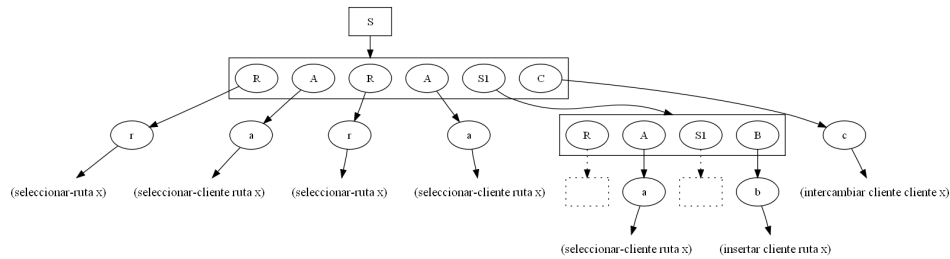 S
R A R A S1 C
r a r a R A S1 B c
(seleccionar-ruta x) (seleccionar-cliente ruta x) (seleccionar-ruta x) (seleccionar-cliente ruta x) a b (intercambiar cliente cliente x)
(seleccionar-cliente ruta x) (insertar cliente ruta x)